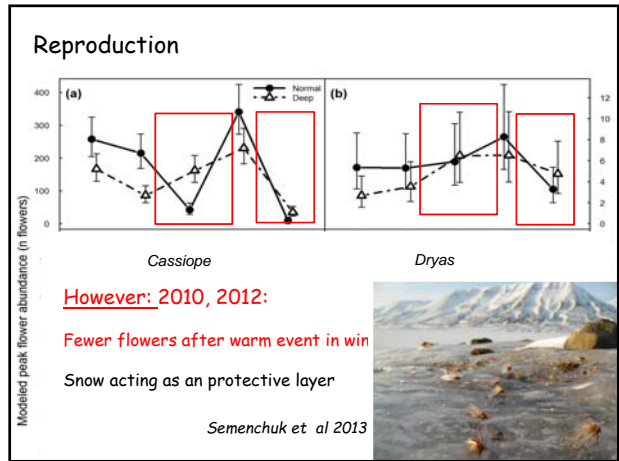 Reproduction
(a)
Normal
Deep
(b)
400
300
200
100
0
12
10
8
6
4
2
0
Modeled peak flower abundance (n flowers)
Cassiope
Dryas
However: 2010, 2012:
Fewer flowers after warm event in win
Snow acting as an protective layer
Semenchuk et al 2013